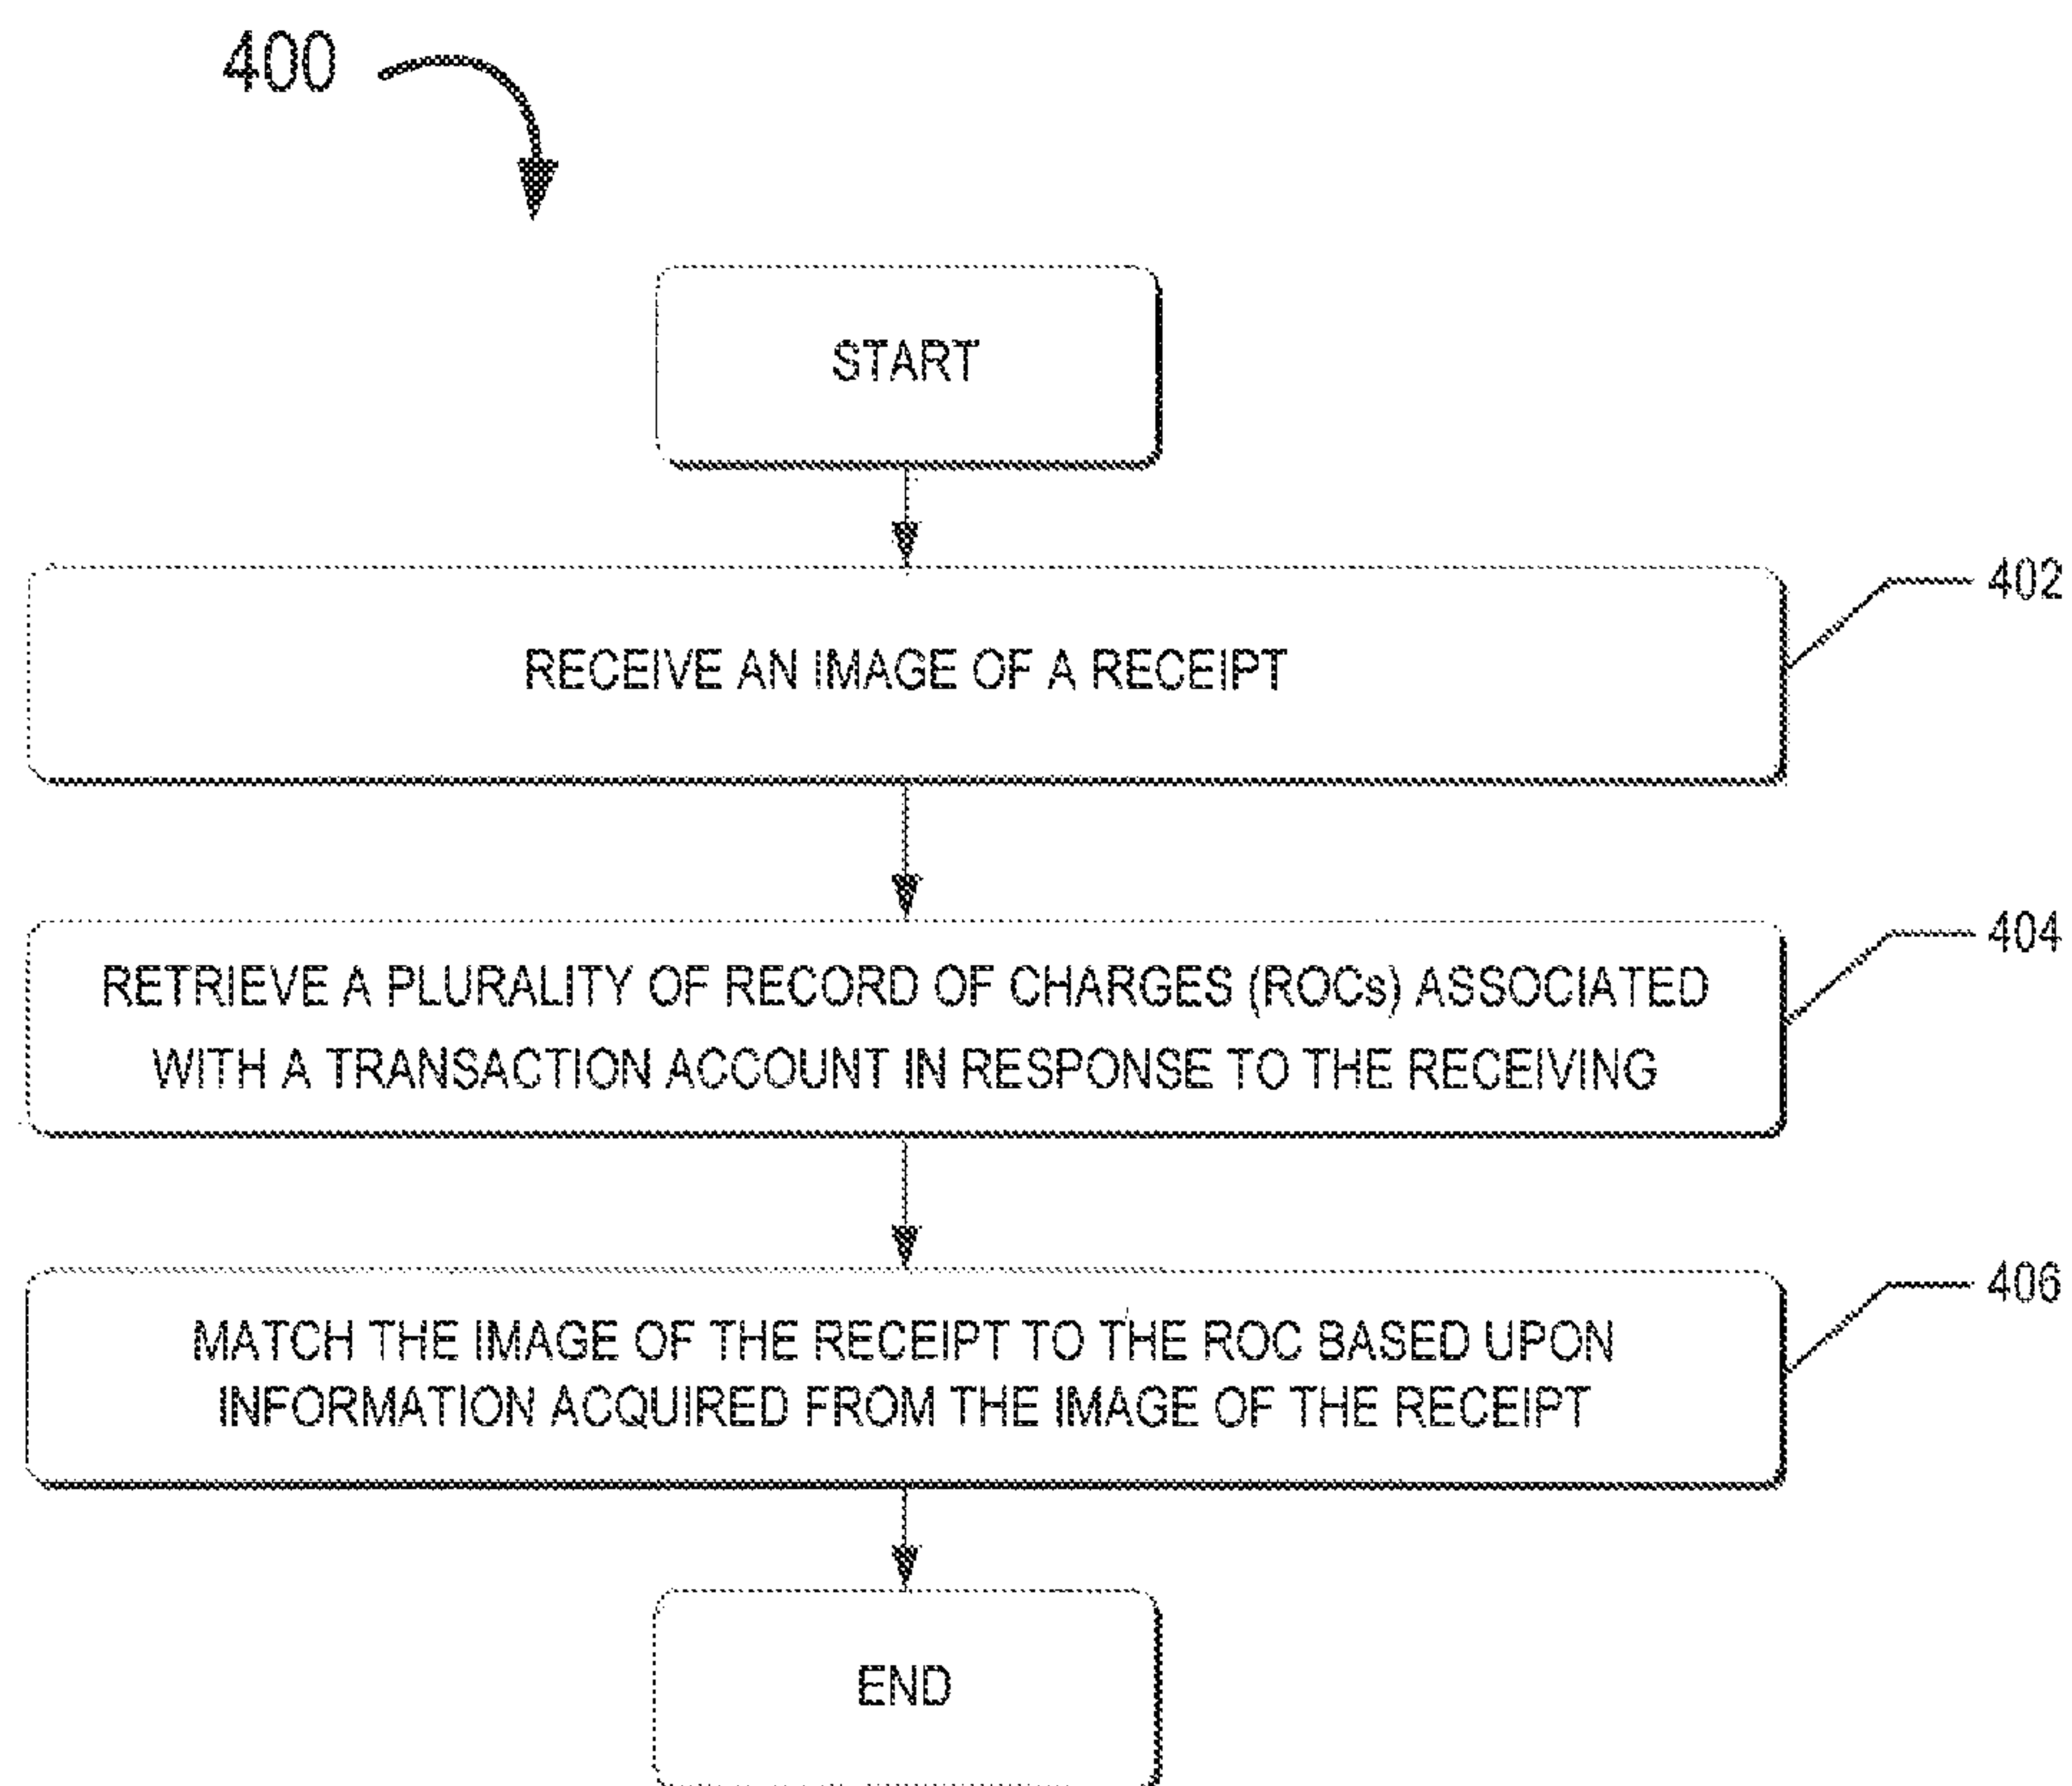 400
START
402
RECEIVE AN IMAGE OF A RECEIPT
404
RETRIEVE A PLURALITY OF RECORD OF CHARGES (ROCs) ASSOCIATED
WITH A TRANSACTION ACCOUNT IN RESPONSE TO THE RECEIVING
406
MATCH THE IMAGE OF THE RECEIPT TO THE ROC BASED UPON
INFORMATION ACQUIRED FROM THE IMAGE OF THE RECEIPT
END